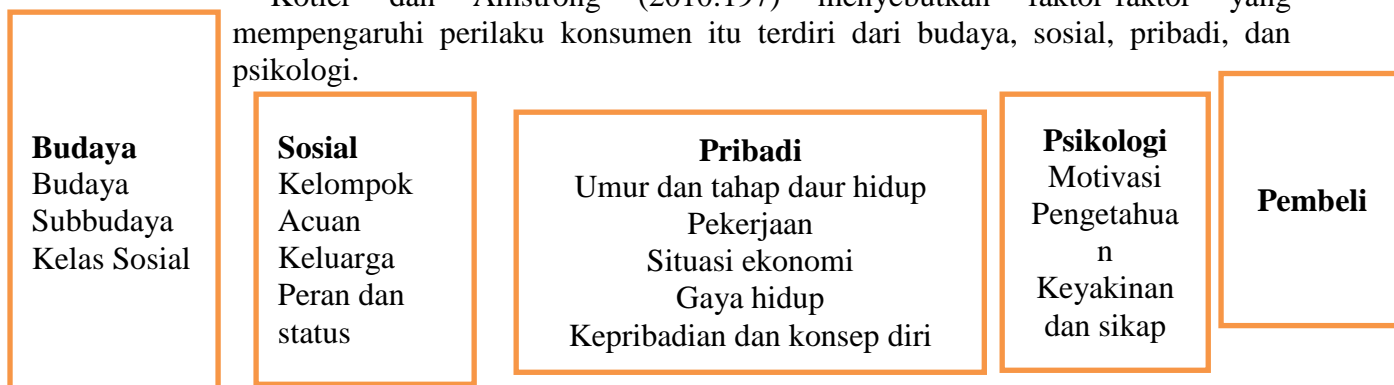 mempengaruhi perilaku konsumen itu terdiri dari budaya, sosial, pribadi, dan
psikologi.
Budaya
Budaya
Subbudaya
Kelas Sosial
Sosial
Kelompok
Acuan
Keluarga
Peran dan
status
Pribadi
Umur dan tahap daur hidup
Pekerjaan
Situasi ekonomi
Gaya hidup
Kepribadian dan konsep diri
Psikologi
Motivasi
Pengetahua
n
Keyakinan
dan sikap
Pembeli